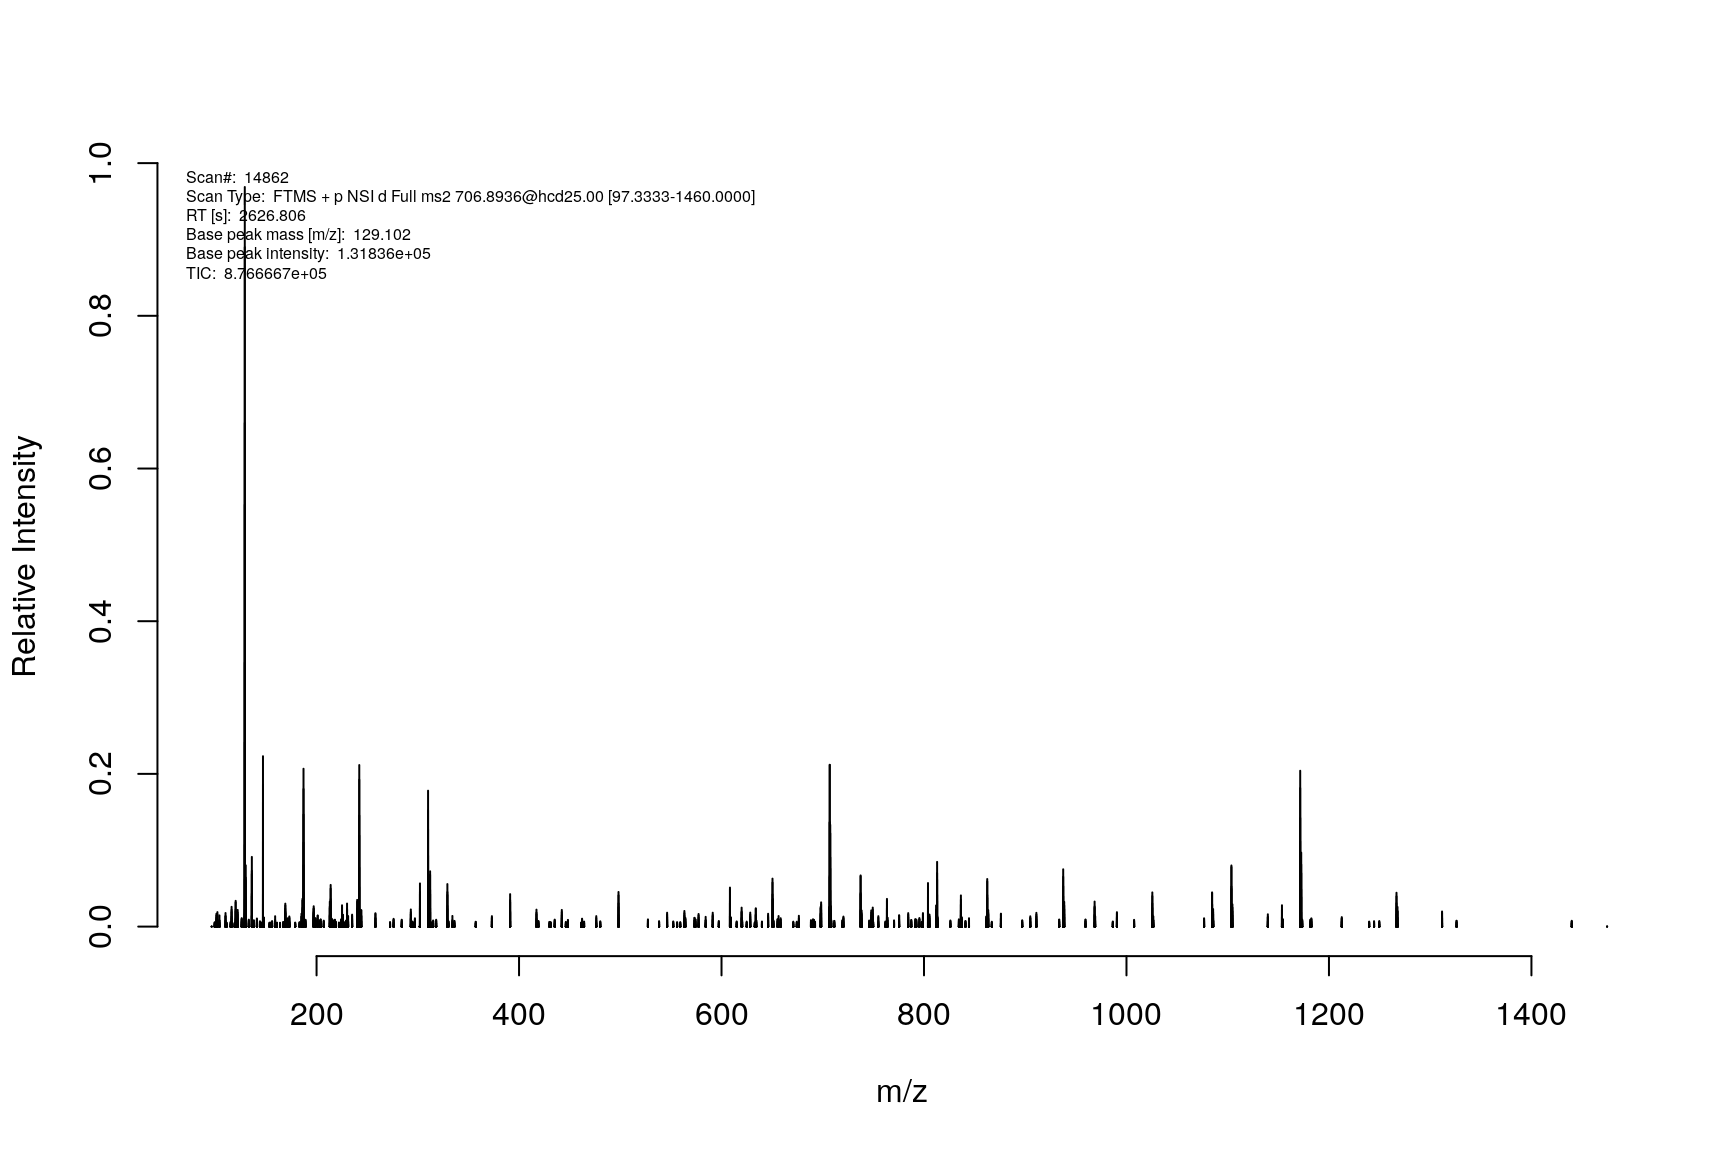 Scan#: 14862
Scan Type: FTMS + p NSI d Full ms2 706.8936@hcd25.00 [97.3333-1460.0000]
RT [s]: 2626.806
Base peak mass [m/z]: 129.102
Base peak intensity: 1.31836e+05
TIC: 8.766667e+05
Relative Intensity
1.0
0.8
0.6
0.4
0.2
0.0
200 400 600 800 1000 1200 1400
m/z